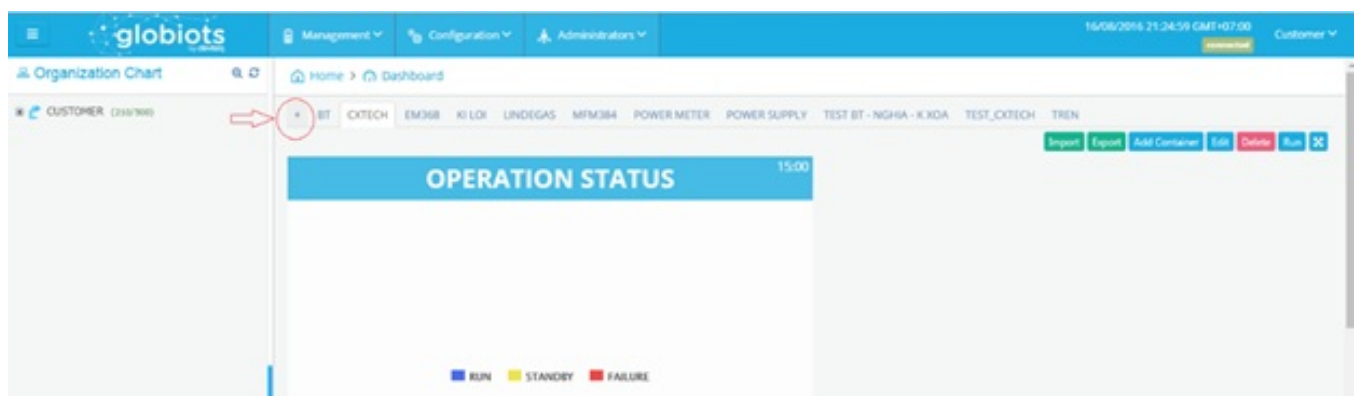 globiots
Management
Configuration
Administrators
16/08/2016 21:24:59 GMT+07:00
connected
Customer
Organization Chart
Home > Dashboard
CUSTOMER
+ BT CXTECH EM368 KI LOI LINDEGAS MFM384 POWER METER POWER SUPPLY TEST BT - NGHIA - K.XOA TEST_CXTECH TREN
Import Export Add Container Edit Delete Run
OPERATION STATUS
15:00
RUN STANDBY FAILURE